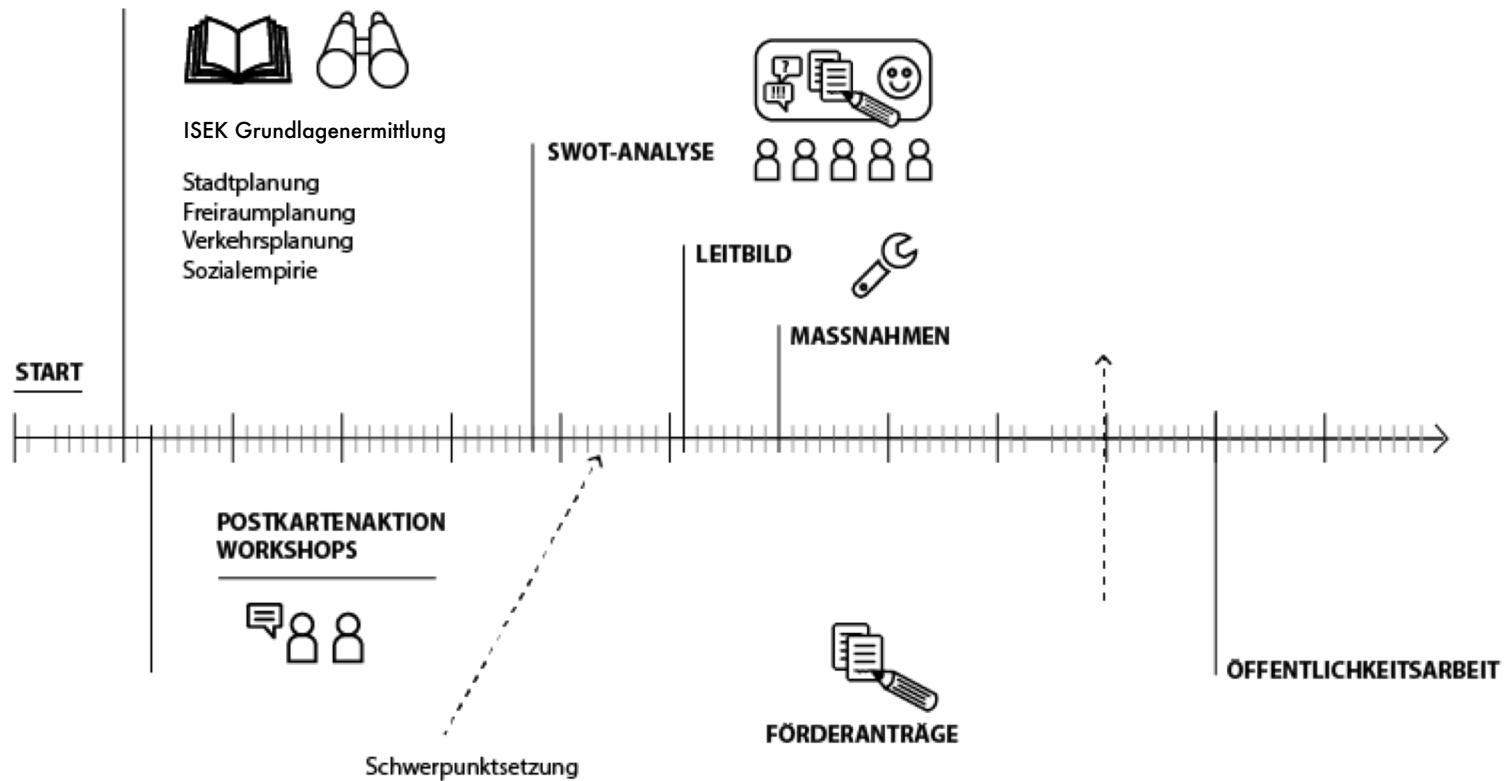 ISEK Grundlagenermittlung
Stadtplanung
Freiraumplanung
Verkehrsplanung
Sozialempirie
?
!!!
SWOT-ANALYSE
LEITBILD
MASSNAHMEN
START
POSTKARTENAKTION
WORKSHOPS
Schwerpunktsetzung
FÖRDERANTRÄGE
ÖFFENTLICHKEITSARBEIT